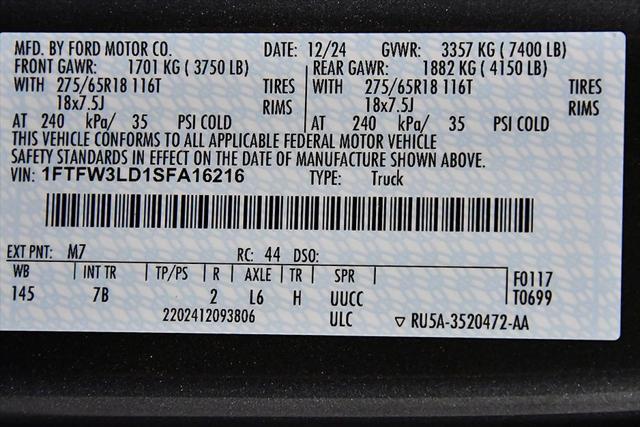 MFD. BY FORD MOTOR CO. DATE: 12/24 GVWR: 3357 KG ( 7400 LB)
FRONT GAWR: 1701 KG ( 3750 LB) REAR GAWR: 1882 KG ( 4150 LB)
WITH 275/65R18 116T TIRES WITH 275/65R18 116T TIRES
18x7.5J RIMS 18x7.5J RIMS
AT 240 kPa/ 35 PSI COLD AT 240 kPa/ 35 PSI COLD
THIS VEHICLE CONFORMS TO ALL APPLICABLE FEDERAL MOTOR VEHICLE
SAFETY STANDARDS IN EFFECT ON THE DATE OF MANUFACTURE SHOWN ABOVE.
VIN: 1FTFW3LD1SFA16216 TYPE: Truck
EXT PNT: M7 RC: 44 DSO:
WB INT TR TP/PS R AXLE TR SPR F0117
145 7B 2 L6 H UUCC T0699
2202412093806 ULC ▽ RU5A-3520472-AA